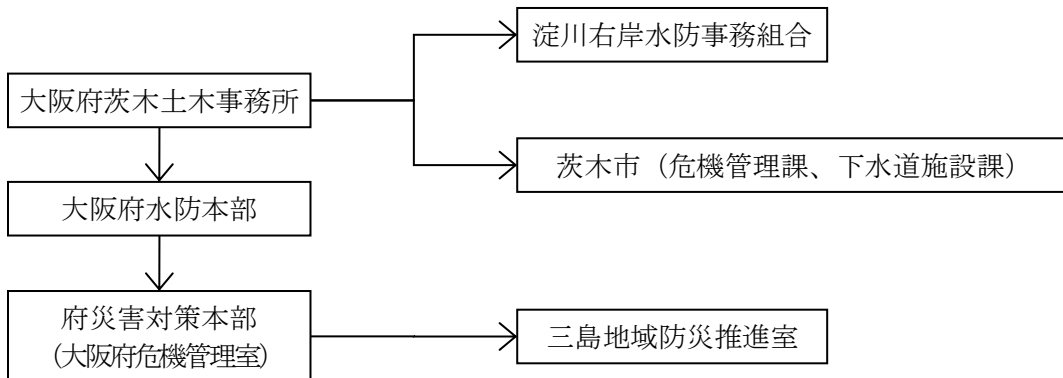 淀川右岸水防事務組合
大阪府茨木土木事務所
茨木市（危機管理課、下水道施設課）
大阪府水防本部
府災害対策本部
（大阪府危機管理室）
三島地域防災推進室